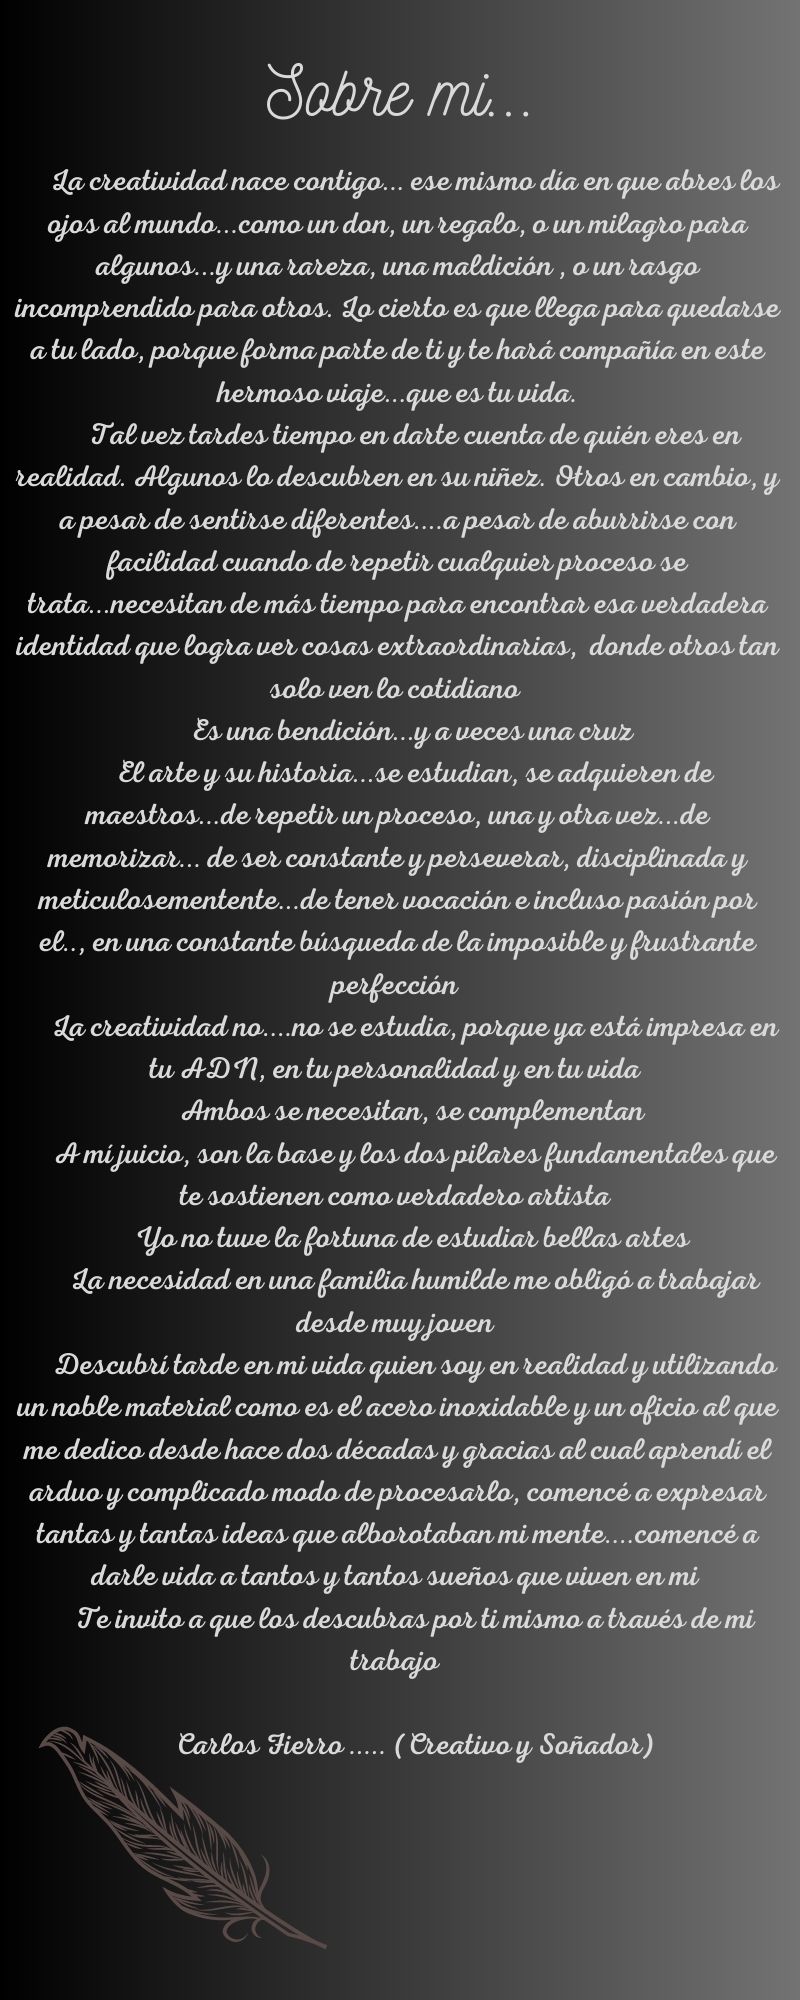 Sobre mi...
La creatividad nace contigo... ese mismo día en que abres los
ojos al mundo...como un don, un regalo, o un milagro para
algunos...y una rareza, una maldición , o un rasgo
incomprendido para otros. Lo cierto es que llega para quedarse
a tu lado, porque forma parte de ti y te hará compañía en este
hermoso viaje...que es tu vida.
Tal vez tardes tiempo en darte cuenta de quién eres en
realidad. Algunos lo descubren en su niñez. Otros en cambio, y
a pesar de sentirse diferentes....a pesar de aburrirse con
facilidad cuando de repetir cualquier proceso se
trata...necesitan de más tiempo para encontrar esa verdadera
identidad que logra ver cosas extraordinarias, donde otros tan
solo ven lo cotidiano
Es una bendición...y a veces una cruz
El arte y su historia...se estudian, se adquieren de
maestros...de repetir un proceso, una y otra vez...de
memorizar... de ser constante y perseverar, disciplinada y
meticulosementente...de tener vocación e incluso pasión por
el.., en una constante búsqueda de la imposible y frustrante
perfección
La creatividad no....no se estudia, porque ya está impresa en
tu ADN, en tu personalidad y en tu vida
Ambos se necesitan, se complementan
A mí juicio, son la base y los dos pilares fundamentales que
te sostienen como verdadero artista
Yo no tuve la fortuna de estudiar bellas artes
La necesidad en una familia humilde me obligó a trabajar
desde muy joven
Descubrí tarde en mi vida quien soy en realidad y utilizando
un noble material como es el acero inoxidable y un oficio al que
me dedico desde hace dos décadas y gracias al cual aprendí el
arduo y complicado modo de procesarlo, comencé a expresar
tantas y tantas ideas que alborotaban mi mente....comencé a
darle vida a tantos y tantos sueños que viven en mi
Te invito a que los descubras por ti mismo a través de mi
trabajo
Carlos Fierro ..... ( Creativo y Soñador)